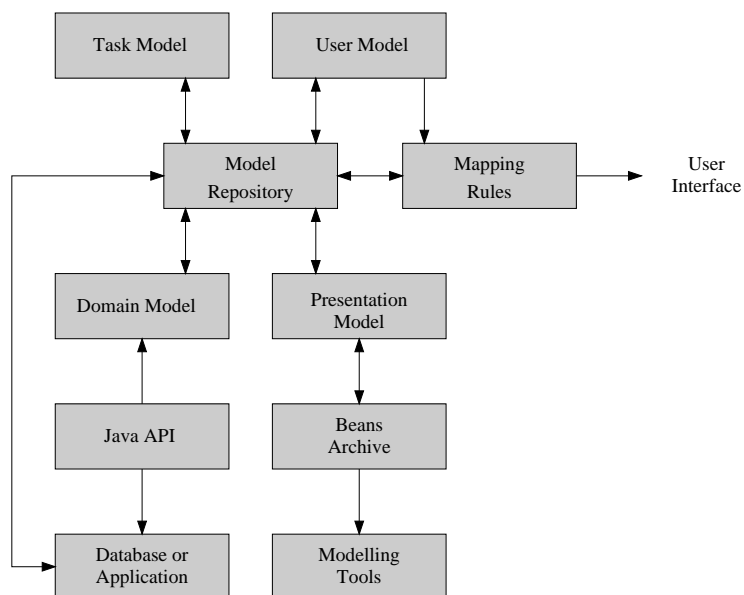 Task Model
User Model
Model
Repository
Mapping
Rules
User
Interface
Domain Model
Presentation
Model
Java API
Beans
Archive
Database or
Application
Modelling
Tools